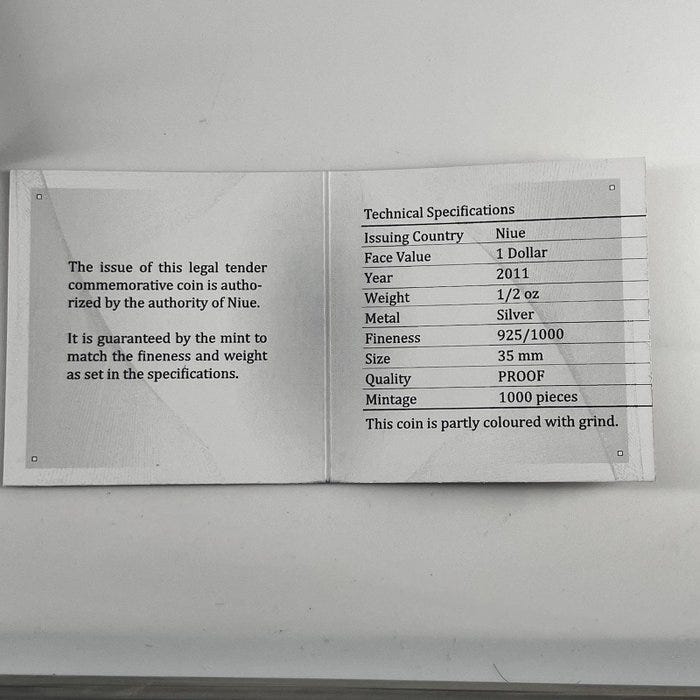 The issue of this legal tender
commemorative coin is autho-
rized by the authority of Niue.
It is guaranteed by the mint to
match the fineness and weight
as set in the specifications.
Technical Specifications
Issuing Country Niue
Face Value 1 Dollar
Year 2011
Weight 1/2 oz
Metal Silver
Fineness 925/1000
Size 35 mm
Quality PROOF
Mintage 1000 pieces
This coin is partly coloured with grind.